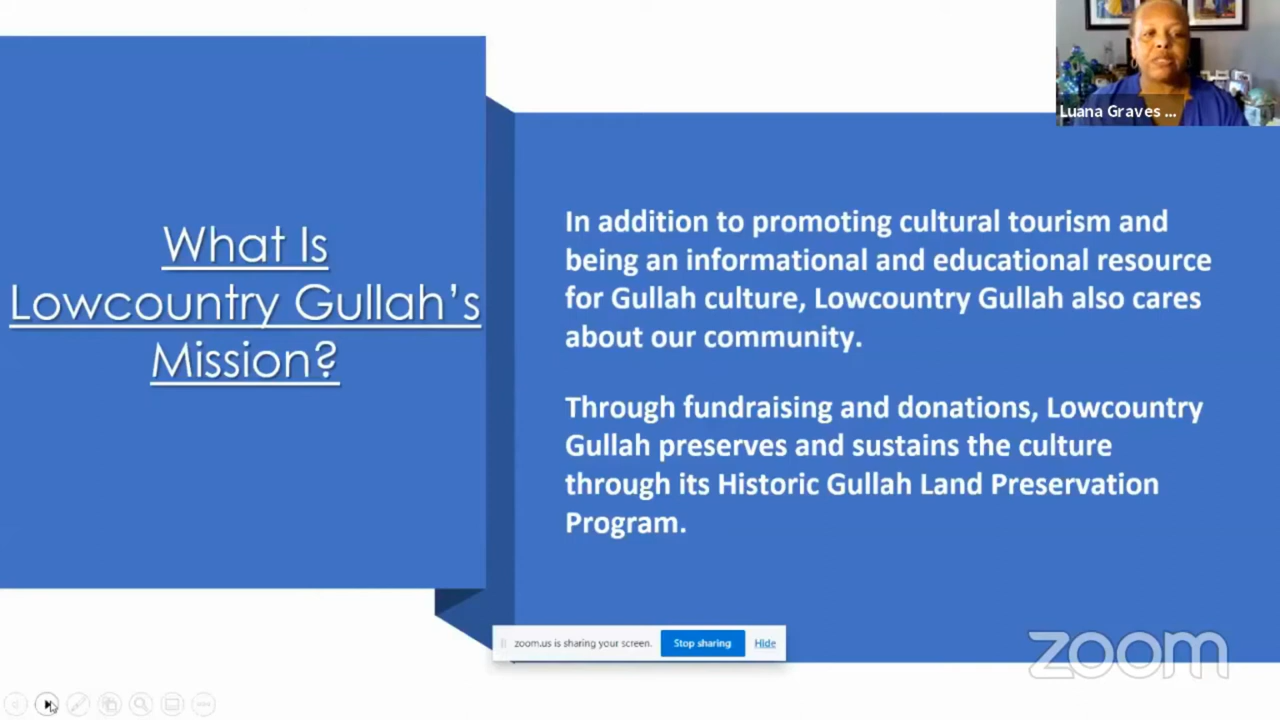 Luana Graves ...
What Is
Lowcountry Gullah's
Mission?
In addition to promoting cultural tourism and
being an informational and educational resource
for Gullah culture, Lowcountry Gullah also cares
about our community.
Through fundraising and donations, Lowcountry
Gullah preserves and sustains the culture
through its Historic Gullah Land Preservation
Program.
zoom.us is sharing your screen. Stop sharing Hide
zoom